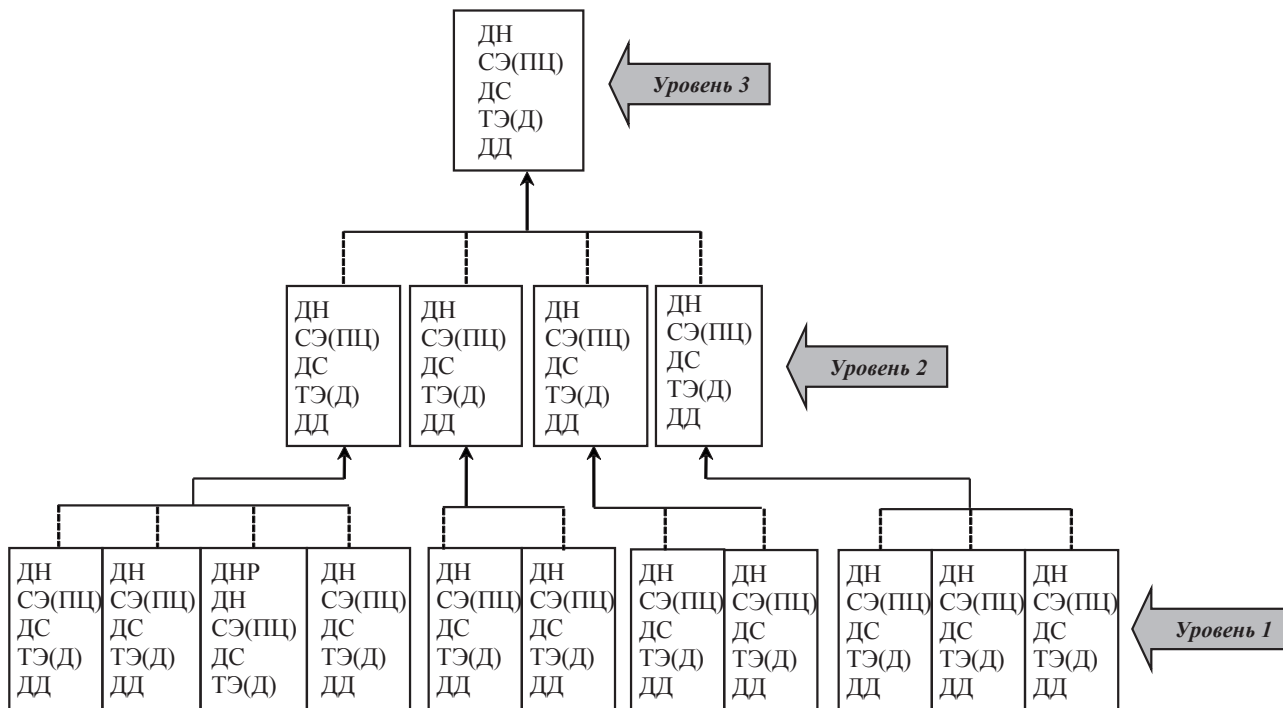 ДН
СЭ(ПЦ)
ДС
ТЭ(Д)
ДД
Уровень 3
ДН
СЭ(ПЦ)
ДС
ТЭ(Д)
ДД
ДН
СЭ(ПЦ)
ДС
ТЭ(Д)
ДД
ДН
СЭ(ПЦ)
ДС
ТЭ(Д)
ДД
ДН
СЭ(ПЦ)
ДС
ТЭ(Д)
ДД
Уровень 2
ДН
СЭ(ПЦ)
ДС
ТЭ(Д)
ДД
ДН
СЭ(ПЦ)
ДС
ТЭ(Д)
ДД
ДНР
ДН
СЭ(ПЦ)
ДС
ТЭ(Д)
ДН
СЭ(ПЦ)
ДС
ТЭ(Д)
ДД
ДН
СЭ(ПЦ)
ДС
ТЭ(Д)
ДД
ДН
СЭ(ПЦ)
ДС
ТЭ(Д)
ДД
ДН
СЭ(ПЦ)
ДС
ТЭ(Д)
ДД
ДН
СЭ(ПЦ)
ДС
ТЭ(Д)
ДД
ДН
СЭ(ПЦ)
ДС
ТЭ(Д)
ДД
ДН
СЭ(ПЦ)
ДС
ТЭ(Д)
ДД
ДН
СЭ(ПЦ)
ДС
ТЭ(Д)
ДД
Уровень 1